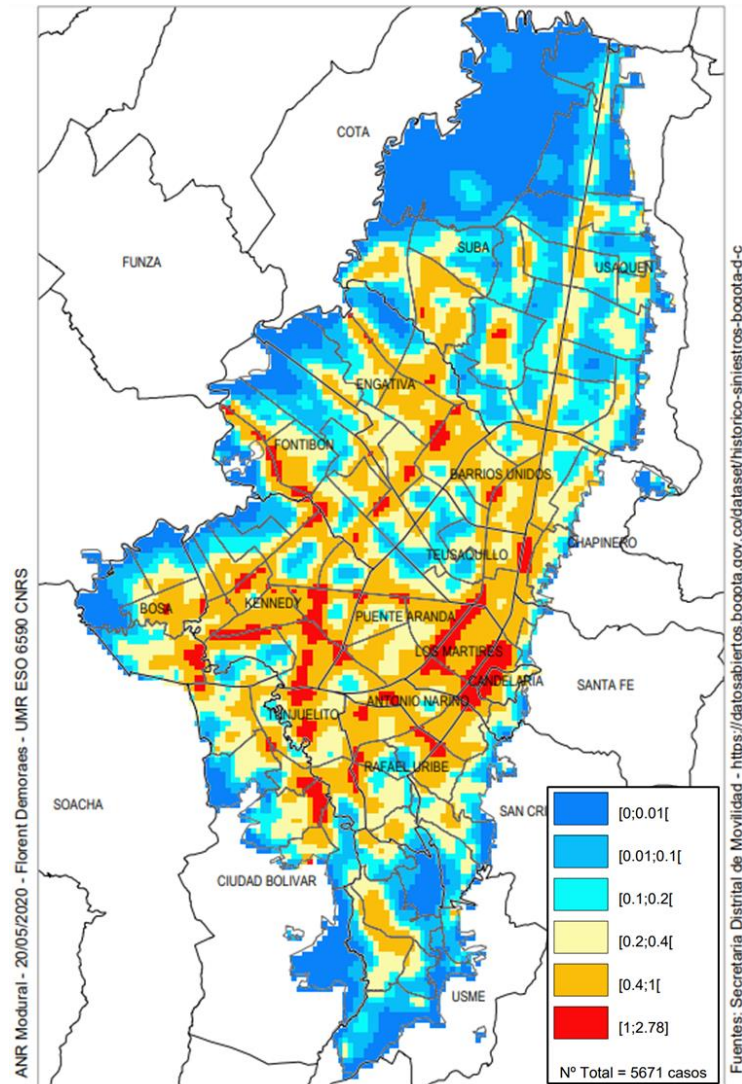 COTA
FUNZA
SUBA
USAQUEN
ENGATIVA
FONTIBON
BARRIOS UNIDOS
CHAPINERO
TEUSAQUILLO
BOSA
KENNEDY
PUENTE ARANDA
LOS MARTIRES
CANDELARIA
SANTA FE
ANTONIO NARIÑO
TUNJUELITO
RAFAEL URIBE
SOACHA
SAN CRI
CIUDAD BOLIVAR
USME
[0;0.01[
[0.01;0.1[
[0.1;0.2[
[0.2;0.4[
[0.4;1[
[1;2.78]
Nº Total = 5671 casos
ANR Modural - 20/05/2020 - Florent Demoraes - UMR ESO 6590 CNRS
Fuentes: Secretaria Distrital de Movilidad - https://datosabiertos.bogota.gov.co/dataset/historico-siniestros-bogota-d-c